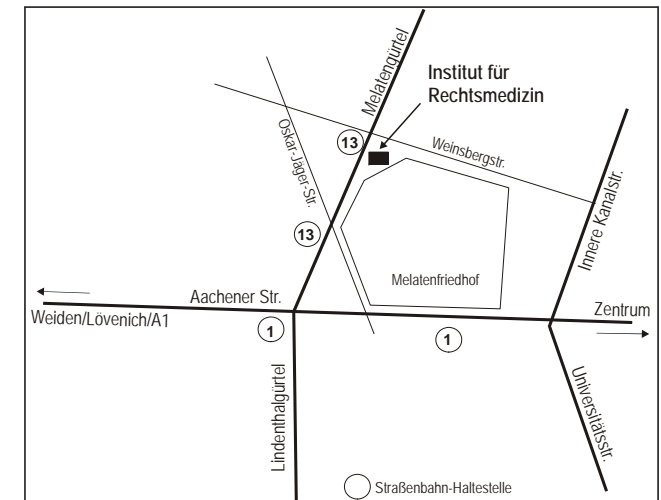 Melatengürtel
Institut für
Rechtsmedizin
Oskar-Jäger-Str.
13
Weinsbergstr.
Innere Kanalstr.
13
Melatenfriedhof
Aachener Str.
Zentrum
Weiden/Lövenich/A1
1
1
Lindenthalgürtel
Universitätsstr.
Straßenbahn-Haltestelle